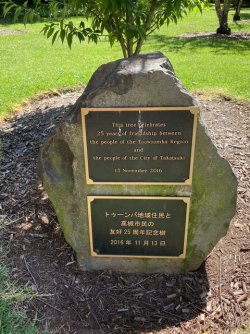 This tree celebrates
25 years of friendship between
the people of the Toowoomba Region
and
the people of the City of Takatsuki
13 November 2016
トゥーンバ地域住民と
高槻市民の
友好25周年記念樹
2016年11月13日